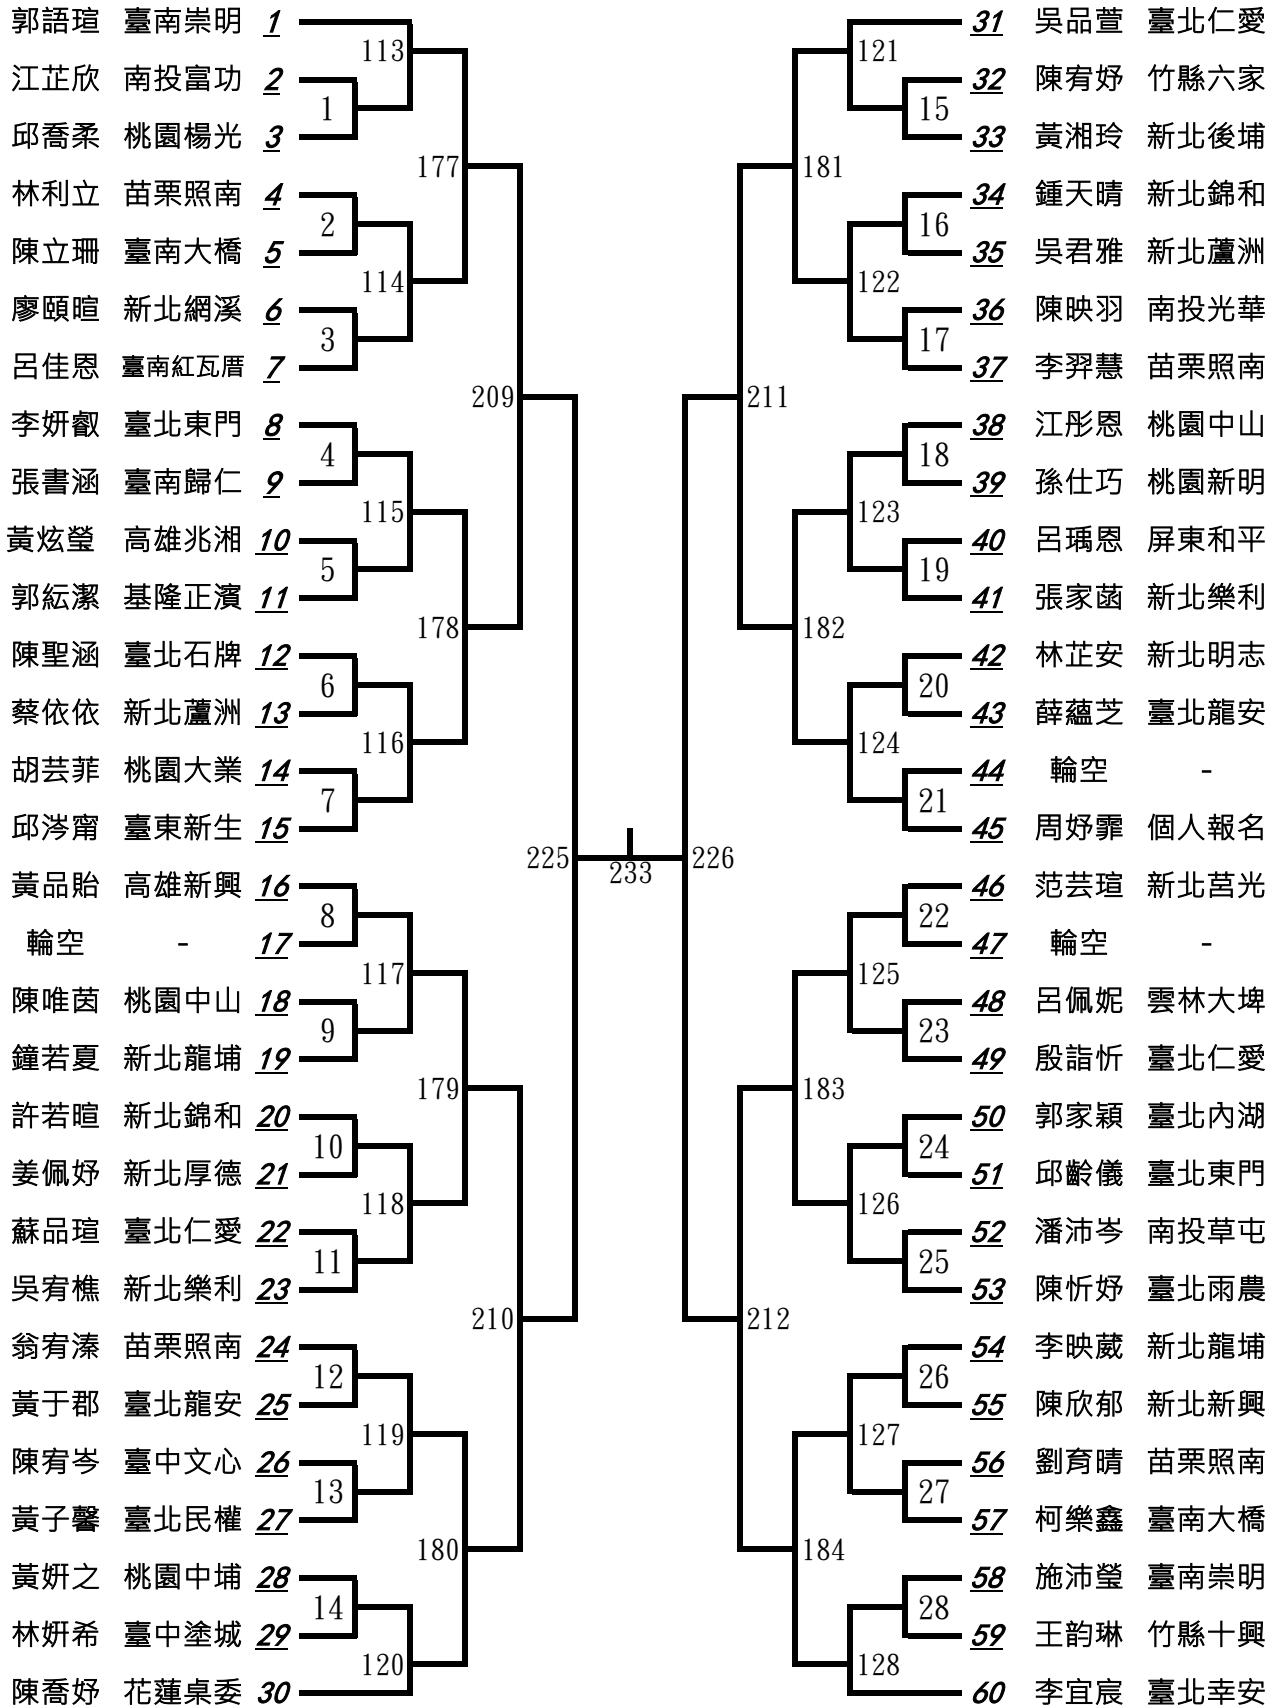 郭語瑄 臺南崇明 1
江芷欣 南投富功 2
邱喬柔 桃園楊光 3
林利立 苗栗照南 4
陳立珊 臺南大橋 5
廖頤暄 新北網溪 6
呂佳恩 臺南紅瓦厝 7
李妍叡 臺北東門 8
張書涵 臺南歸仁 9
黃炫瑩 高雄兆湘 10
郭紜潔 基隆正濱 11
陳聖涵 臺北石牌 12
蔡依依 新北蘆洲 13
胡芸菲 桃園大業 14
邱涔甯 臺東新生 15
黃品貽 高雄新興 16
輪空 - 17
陳唯茵 桃園中山 18
鐘若夏 新北龍埔 19
許若暄 新北錦和 20
姜佩妤 新北厚德 21
蘇品瑄 臺北仁愛 22
吳宥樵 新北樂利 23
翁宥溱 苗栗照南 24
黃于郡 臺北龍安 25
陳宥岑 臺中文心 26
黃子馨 臺北民權 27
黃妍之 桃園中埔 28
林妍希 臺中塗城 29
陳喬妤 花蓮桌委 30
1
2
3
4
5
6
7
8
9
10
11
12
13
14
113
114
115
116
117
118
119
120
177
178
179
180
209
210
225
233
226
211
212
181
182
183
184
121
122
123
124
125
126
127
128
15
16
17
18
19
20
21
22
23
24
25
26
27
28
31 吳品萱 臺北仁愛
32 陳宥妤 竹縣六家
33 黃湘玲 新北後埔
34 鍾天晴 新北錦和
35 吳君雅 新北蘆洲
36 陳映羽 南投光華
37 李羿慧 苗栗照南
38 江彤恩 桃園中山
39 孫仕巧 桃園新明
40 呂瑀恩 屏東和平
41 張家菡 新北樂利
42 林芷安 新北明志
43 薛蘊芝 臺北龍安
44 輪空 -
45 周妤霏 個人報名
46 范芸瑄 新北莒光
47 輪空 -
48 呂佩妮 雲林大埤
49 殷詣忻 臺北仁愛
50 郭家穎 臺北內湖
51 邱齡儀 臺北東門
52 潘沛岑 南投草屯
53 陳忻妤 臺北雨農
54 李映葳 新北龍埔
55 陳欣郁 新北新興
56 劉育晴 苗栗照南
57 柯樂鑫 臺南大橋
58 施沛瑩 臺南崇明
59 王韵琳 竹縣十興
60 李宜宸 臺北幸安